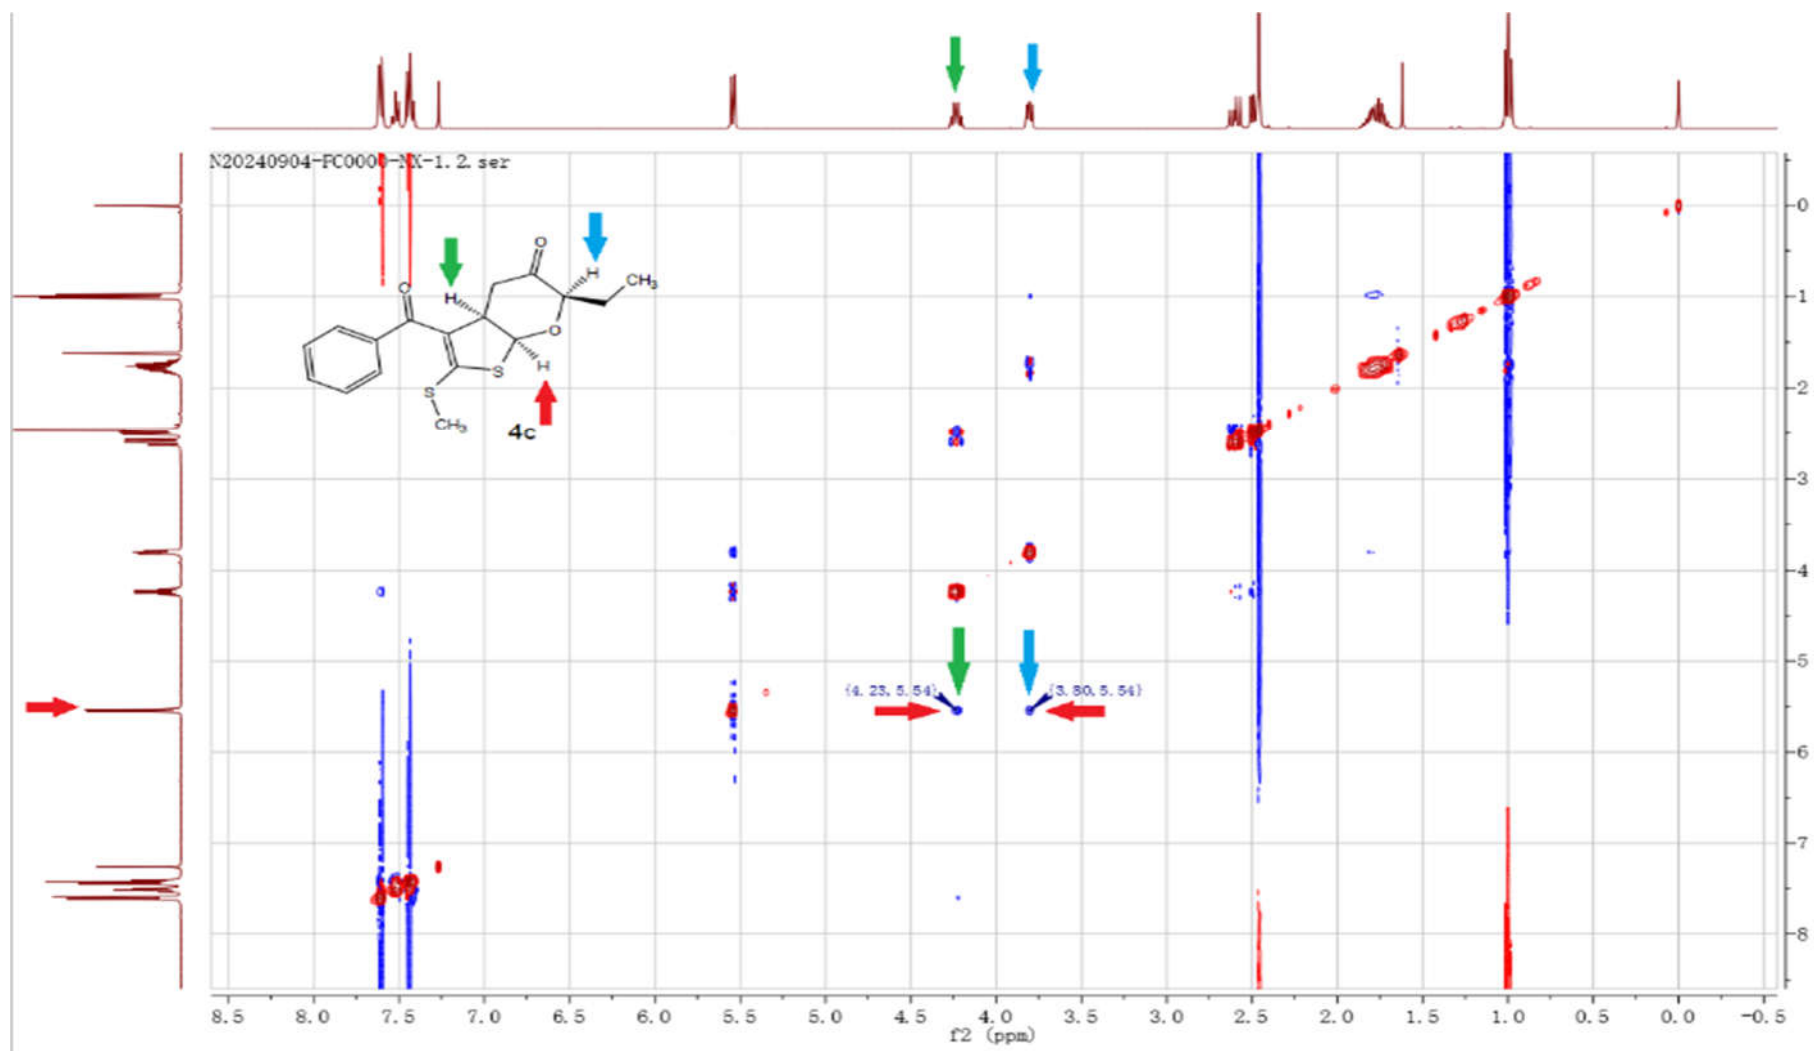 N20240904-FC0000-NX-1.2.ser
O
H
CH₃
H
O
O
H
S
S
CH₃
4c
{4.23, 5.54}
{3.80, 5.54}
0
1
2
3
4
5
6
7
8
8.5 8.0 7.5 7.0 6.5 6.0 5.5 5.0 4.5 4.0 3.5 3.0 2.5 2.0 1.5 1.0 0.5 0.0 -0.5
f2 (ppm)